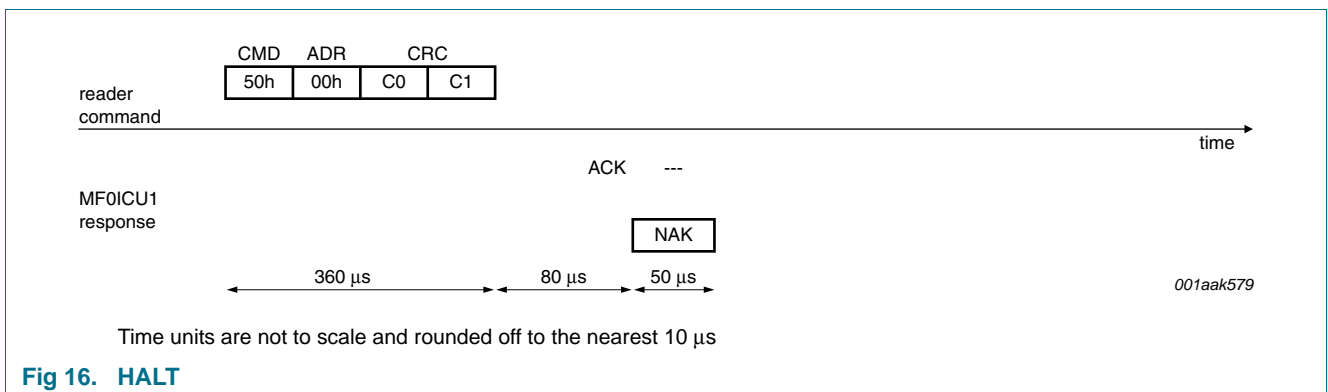 CMD ADR CRC
50h 00h C0 C1
reader
command
time
ACK ---
MF0ICU1
response
NAK
360 μs 80 μs 50 μs
001aak579
Time units are not to scale and rounded off to the nearest 10 μs
Fig 16. HALT